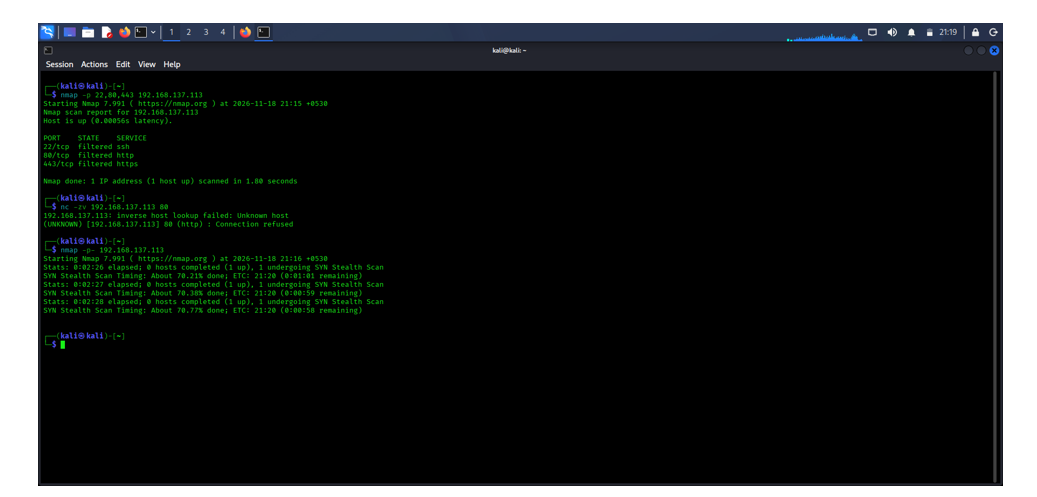 1 2 3 4
21:19
kali@kali: ~
Session Actions Edit View Help
┌──(kali㉿kali)-[~]
└─$ nmap -p 22,80,443 192.168.137.113
Starting Nmap 7.991 ( https://nmap.org ) at 2026-11-18 21:15 +0530
Nmap scan report for 192.168.137.113
Host is up (0.00056s latency).
PORT STATE SERVICE
22/tcp filtered ssh
80/tcp filtered http
443/tcp filtered https
Nmap done: 1 IP address (1 host up) scanned in 1.80 seconds
┌──(kali㉿kali)-[~]
└─$ nc -zv 192.168.137.113 80
192.168.137.113: inverse host lookup failed: Unknown host
(UNKNOWN) [192.168.137.113] 80 (http) : Connection refused
┌──(kali㉿kali)-[~]
└─$ nmap -p- 192.168.137.113
Starting Nmap 7.991 ( https://nmap.org ) at 2026-11-18 21:16 +0530
Stats: 0:02:26 elapsed; 0 hosts completed (1 up), 1 undergoing SYN Stealth Scan
SYN Stealth Scan Timing: About 70.21% done; ETC: 21:20 (0:01:01 remaining)
Stats: 0:02:27 elapsed; 0 hosts completed (1 up), 1 undergoing SYN Stealth Scan
SYN Stealth Scan Timing: About 70.38% done; ETC: 21:20 (0:00:59 remaining)
Stats: 0:02:28 elapsed; 0 hosts completed (1 up), 1 undergoing SYN Stealth Scan
SYN Stealth Scan Timing: About 70.77% done; ETC: 21:20 (0:00:58 remaining)
┌──(kali㉿kali)-[~]
└─$